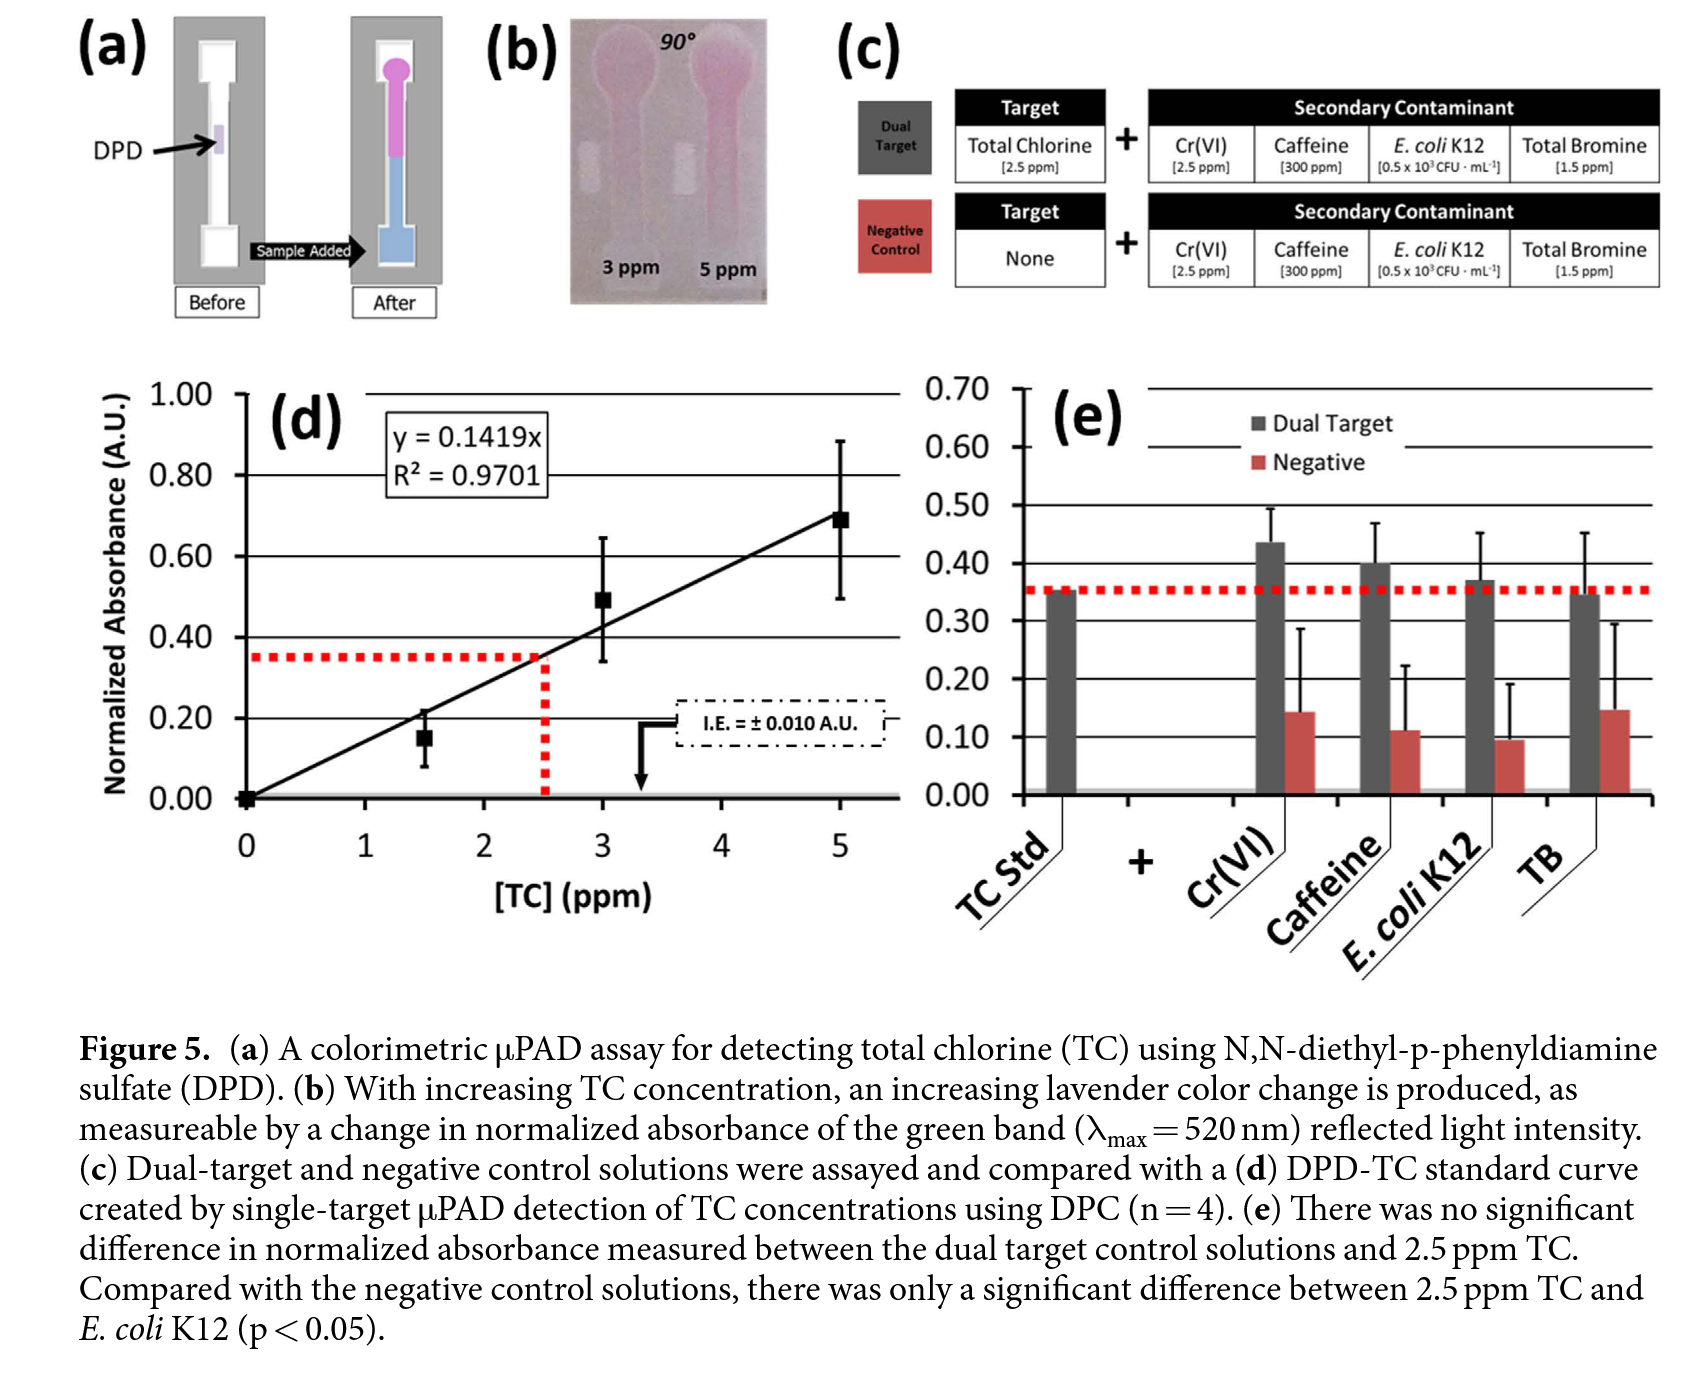 (a)
DPD
Sample Added
Before
After
(b)
90°
3 ppm
5 ppm
(c)
Dual
Target
Target
Secondary Contaminant
Total Chlorine
[2.5 ppm]
+
Cr(VI)
[2.5 ppm]
Caffeine
[300 ppm]
E. coli K12
[0.5 x 10³ CFU · mL⁻¹]
Total Bromine
[1.5 ppm]
Negative
Control
Target
Secondary Contaminant
None
+
Cr(VI)
[2.5 ppm]
Caffeine
[300 ppm]
E. coli K12
[0.5 x 10³ CFU · mL⁻¹]
Total Bromine
[1.5 ppm]
(d)
Normalized Absorbance (A.U.)
1.00
0.80
0.60
0.40
0.20
0.00
y = 0.1419x
R² = 0.9701
I.E. = ± 0.010 A.U.
0 1 2 3 4 5
[TC] (ppm)
(e)
0.70
0.60
0.50
0.40
0.30
0.20
0.10
0.00
Dual Target
Negative
TC Std
+
Cr(VI)
Caffeine
E. coli K12
TB
Figure 5. (a) A colorimetric μPAD assay for detecting total chlorine (TC) using N,N-diethyl-p-phenyldiamine
sulfate (DPD). (b) With increasing TC concentration, an increasing lavender color change is produced, as
measureable by a change in normalized absorbance of the green band (λmax = 520 nm) reflected light intensity.
(c) Dual-target and negative control solutions were assayed and compared with a (d) DPD-TC standard curve
created by single-target μPAD detection of TC concentrations using DPC (n = 4). (e) There was no significant
difference in normalized absorbance measured between the dual target control solutions and 2.5 ppm TC.
Compared with the negative control solutions, there was only a significant difference between 2.5 ppm TC and
E. coli K12 (p < 0.05).